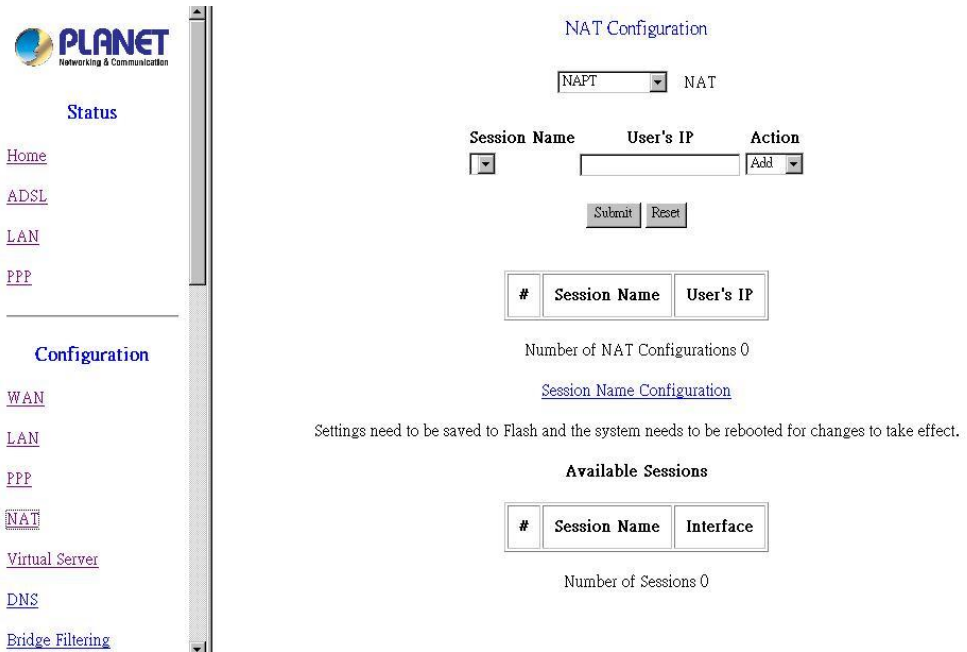 PLANET
Networking & Communication
Status
Home
ADSL
LAN
PPP
Configuration
WAN
LAN
PPP
NAT
Virtual Server
DNS
Bridge Filtering
NAT Configuration
NAPT NAT
Session Name User's IP Action
Add
Submit Reset
# Session Name User's IP
Number of NAT Configurations 0
Session Name Configuration
Settings need to be saved to Flash and the system needs to be rebooted for changes to take effect.
Available Sessions
# Session Name Interface
Number of Sessions 0